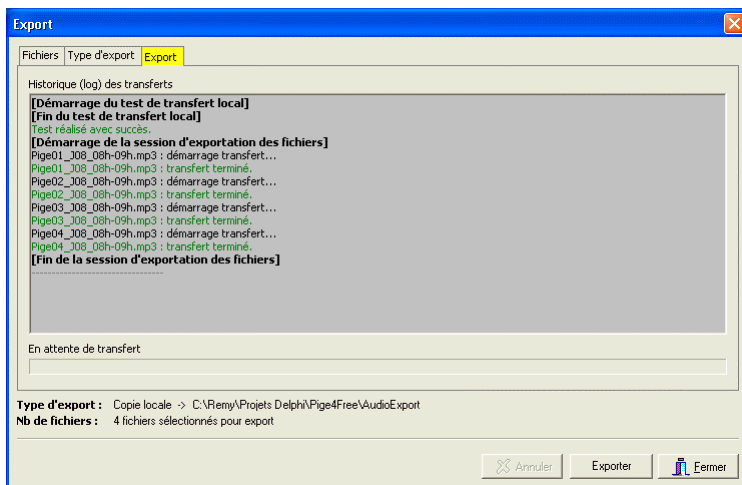 Export
Fichiers Type d'export Export
Historique (log) des transferts
[Démarrage du test de transfert local]
[Fin du test de transfert local]
Test réalisé avec succès.
[Démarrage de la session d'exportation des fichiers]
Pige01_J08_08h-09h.mp3 : démarrage transfert...
Pige01_J08_08h-09h.mp3 : transfert terminé.
Pige02_J08_08h-09h.mp3 : démarrage transfert...
Pige02_J08_08h-09h.mp3 : transfert terminé.
Pige03_J08_08h-09h.mp3 : démarrage transfert...
Pige03_J08_08h-09h.mp3 : transfert terminé.
Pige04_J08_08h-09h.mp3 : démarrage transfert...
Pige04_J08_08h-09h.mp3 : transfert terminé.
[Fin de la session d'exportation des fichiers]
---------------------------------
En attente de transfert
Type d'export : Copie locale -> C:\Remy\Projets Delphi\Pige4Free\AudioExport
Nb de fichiers : 4 fichiers sélectionnés pour export
Annuler Exporter Fermer